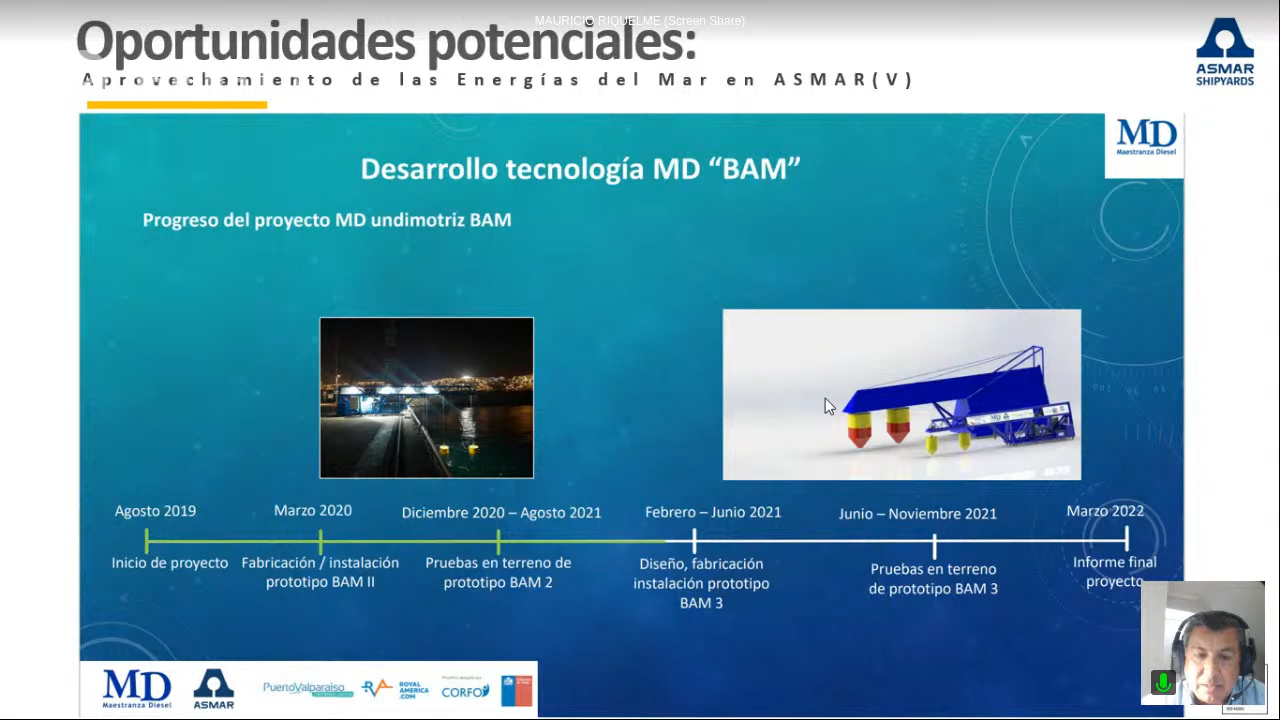 MAURICIO RIQUELME (Screen Share)
Oportunidades potenciales:
Aprovechamiento de las Energías del Mar en ASMAR(V)
ASMAR
SHIPYARDS
MD
Maestranza Diesel
Desarrollo tecnología MD “BAM”
Progreso del proyecto MD undimotriz BAM
MD
Agosto 2019
Marzo 2020
Diciembre 2020 – Agosto 2021
Febrero – Junio 2021
Junio – Noviembre 2021
Marzo 2022
Inicio de proyecto
Fabricación / instalación
prototipo BAM II
Pruebas en terreno de
prototipo BAM 2
Diseño, fabricación
instalación prototipo
BAM 3
Pruebas en terreno
de prototipo BAM 3
Informe final
proyecto
MD
Maestranza Diesel
ASMAR
PuertoValparaíso
RA
ROYAL
AMERICA
.COM
CORFO